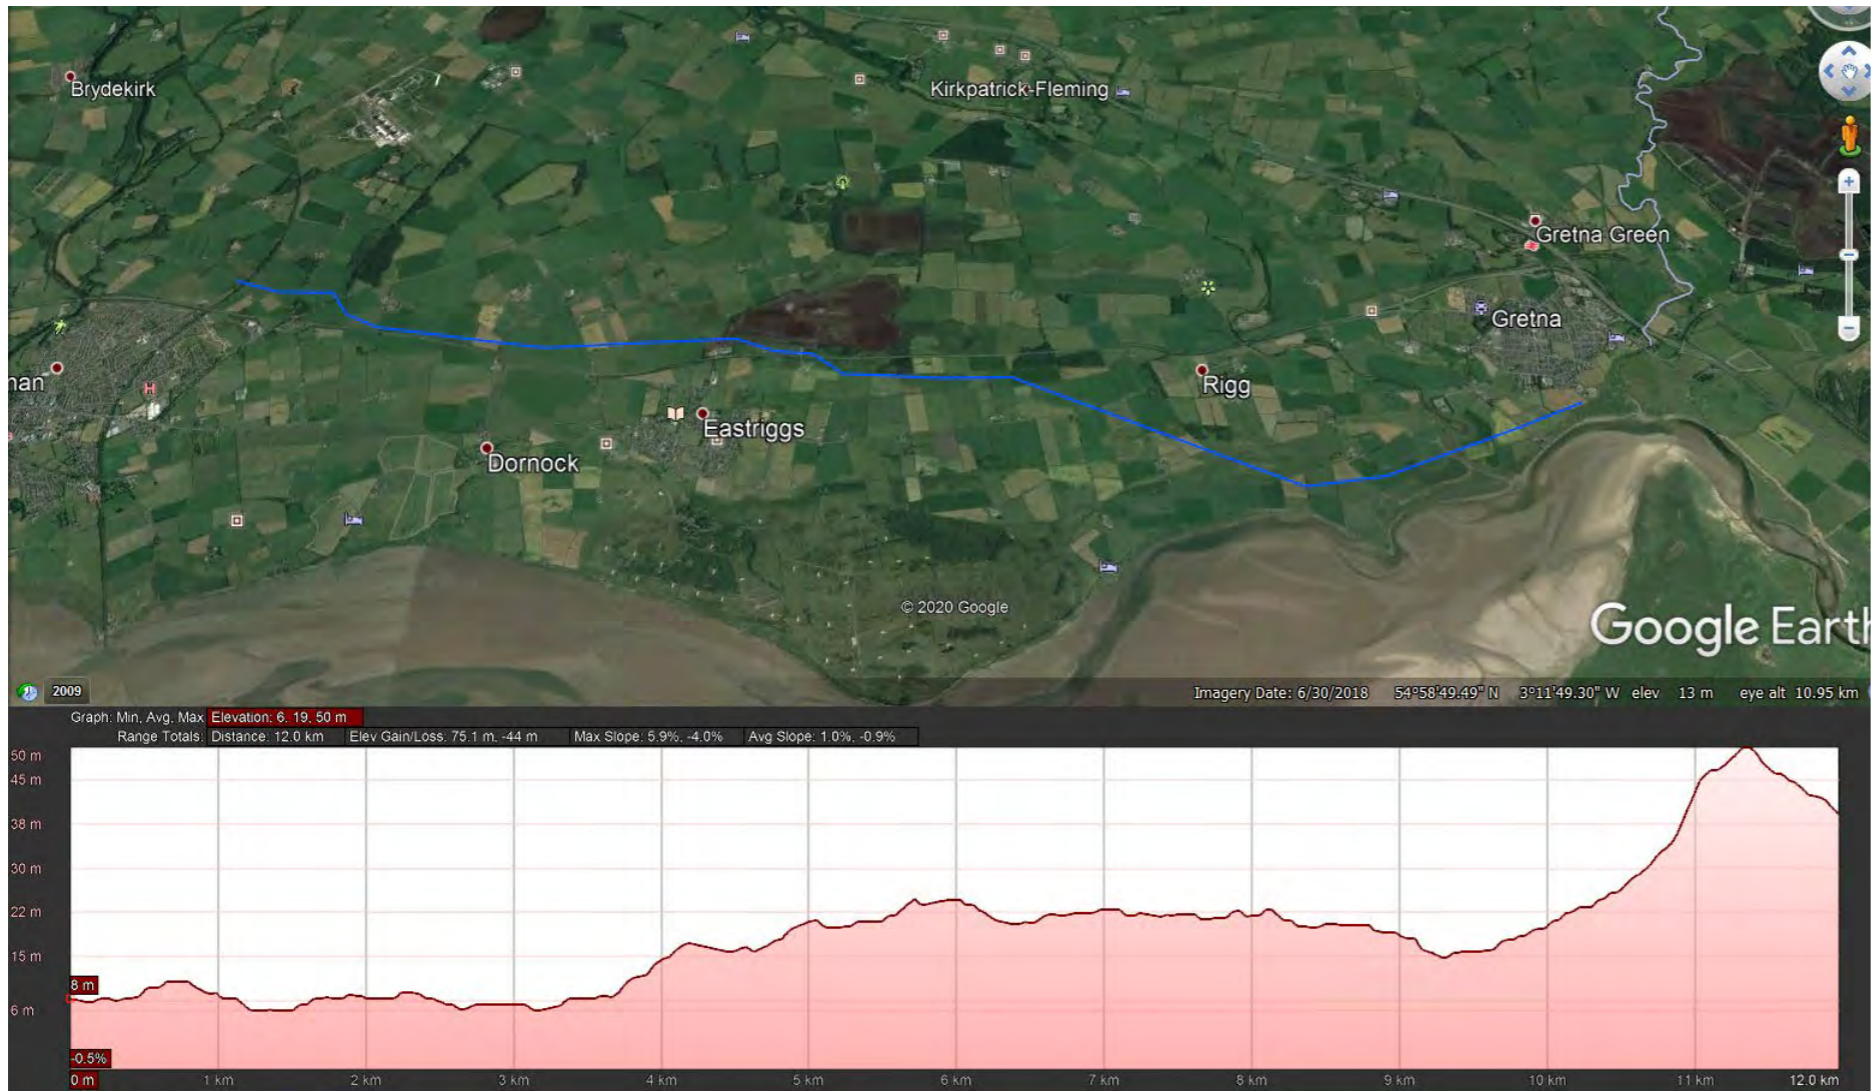 Brydekirk
Kirkpatrick-Fleming
Gretna Green
Gretna
nan
Rigg
Eastriggs
Dornock
H
© 2020 Google
Google Earth
2009
Imagery Date: 6/30/2018 54°58'49.49" N 3°11'49.30" W elev 13 m eye alt 10.95 km
Graph: Min, Avg, Max Elevation: 6, 19, 50 m
Range Totals: Distance: 12.0 km Elev Gain/Loss: 75.1 m, -44 m Max Slope: 5.9%, -4.0% Avg Slope: 1.0%, -0.9%
50 m
45 m
38 m
30 m
22 m
15 m
8 m
6 m
-0.5%
0 m 1 km 2 km 3 km 4 km 5 km 6 km 7 km 8 km 9 km 10 km 11 km 12.0 km